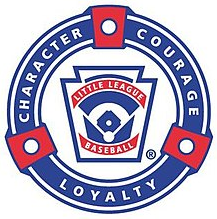 CHARACTER
COURAGE
LITTLE LEAGUE
BASEBALL
®
LOYALTY